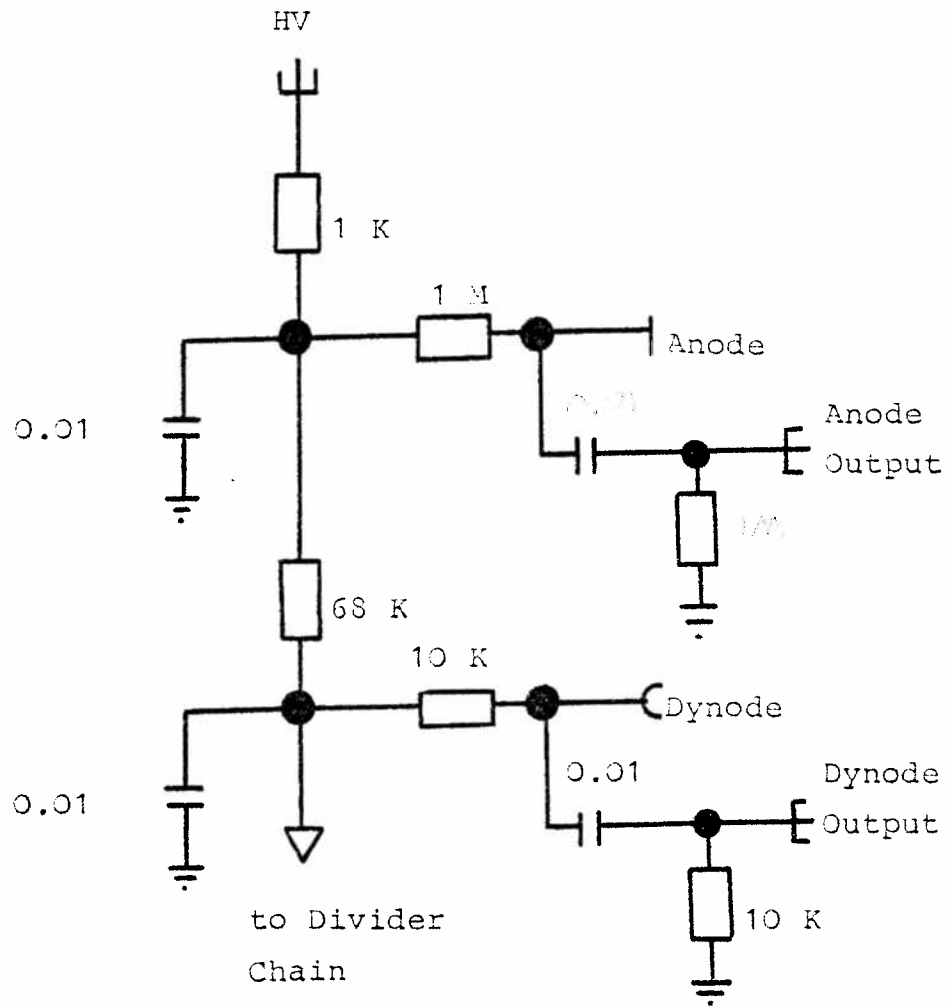 HV
1 K
1 M
Anode
0.01
Anode
Output
68 K
10 K
Dynode
0.01
0.01
Dynode
Output
10 K
to Divider
Chain